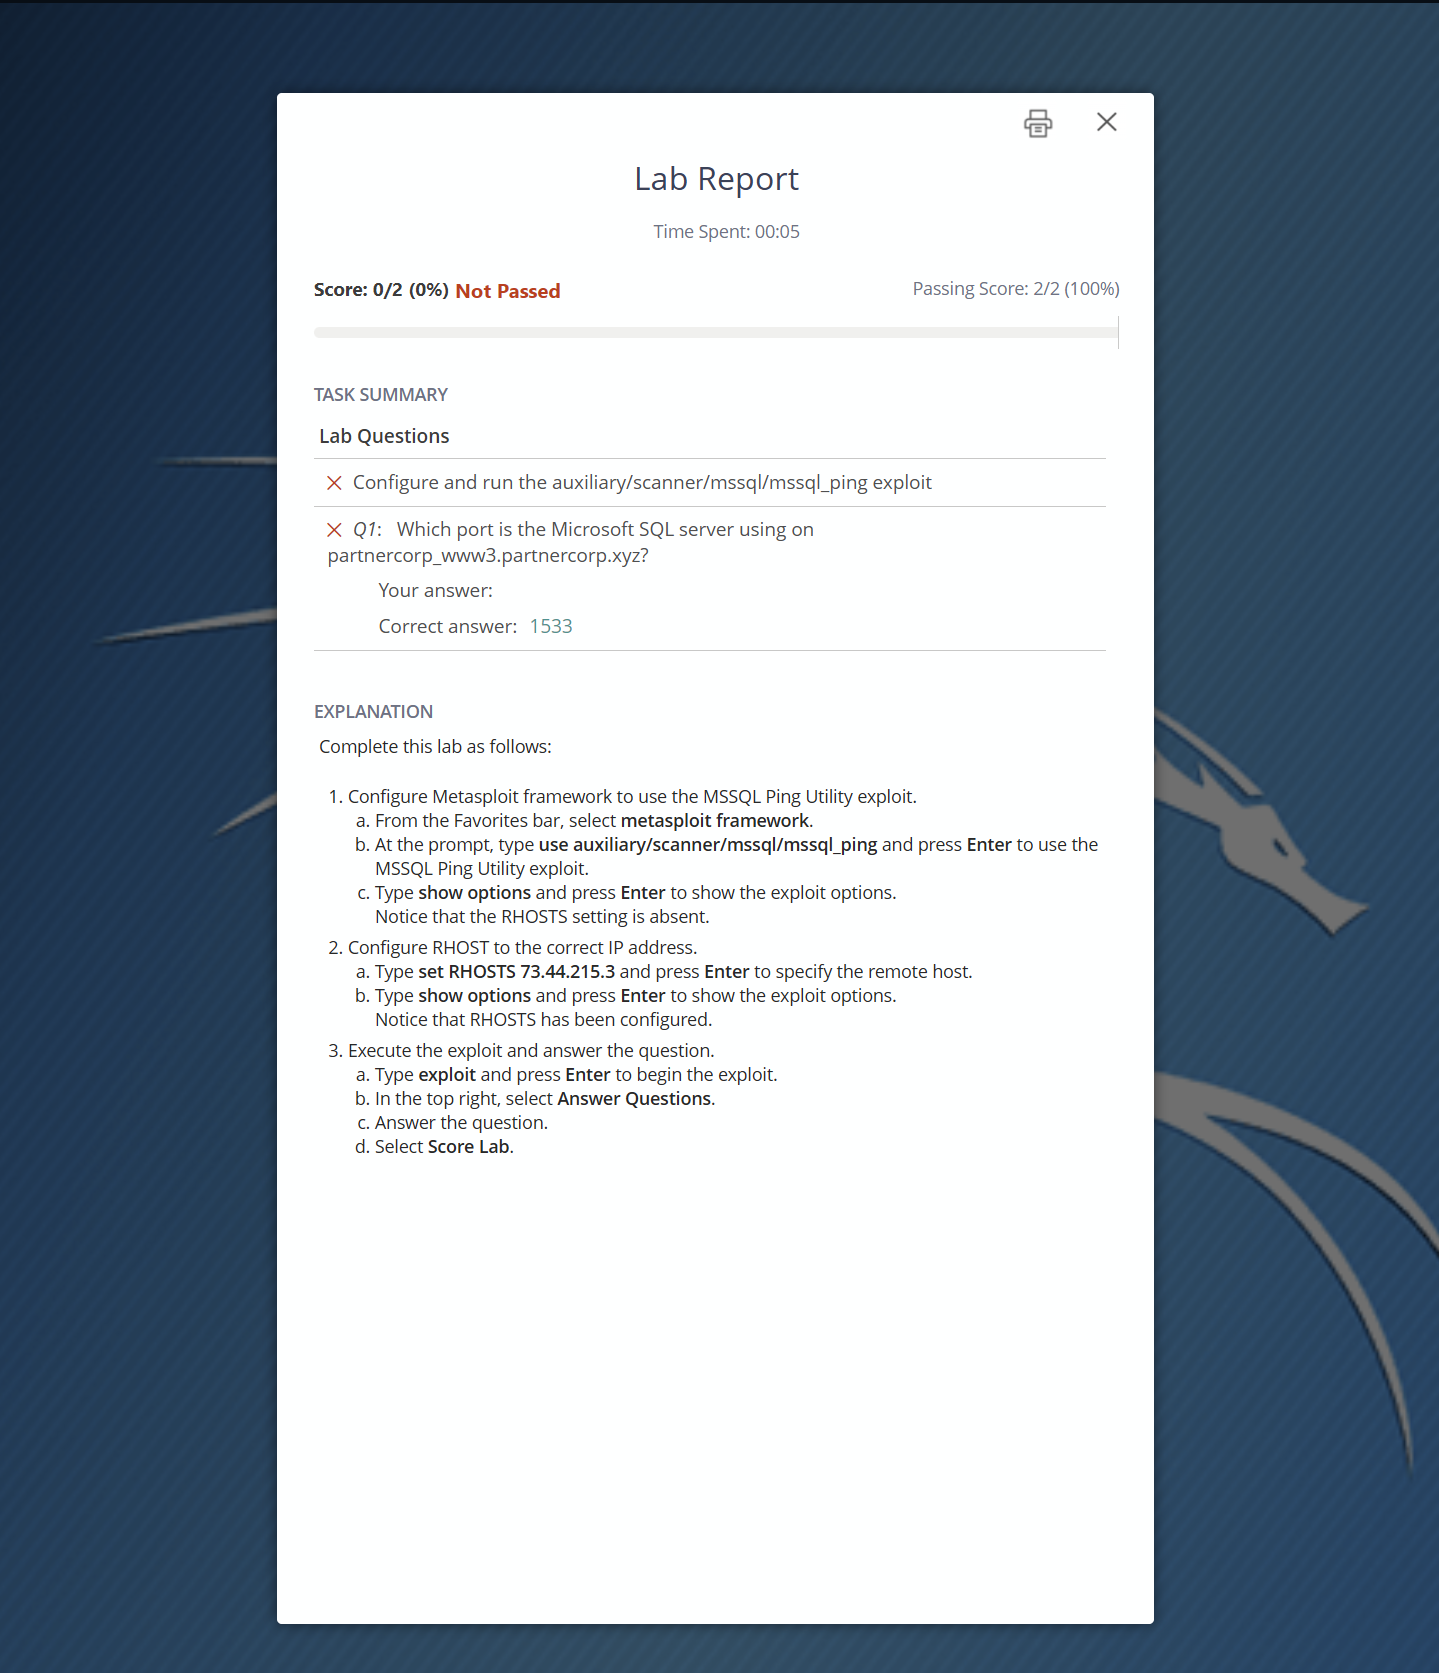 Lab Report
Time Spent: 00:05
Score: 0/2 (0%) Not Passed
Passing Score: 2/2 (100%)
TASK SUMMARY
Lab Questions
Configure and run the auxiliary/scanner/mssql/mssql_ping exploit
Q1: Which port is the Microsoft SQL server using on
partnercorp_www3.partnercorp.xyz?
Your answer:
Correct answer: 1533
EXPLANATION
Complete this lab as follows:
1. Configure Metasploit framework to use the MSSQL Ping Utility exploit.
a. From the Favorites bar, select metasploit framework.
b. At the prompt, type use auxiliary/scanner/mssql/mssql_ping and press Enter to use the
MSSQL Ping Utility exploit.
c. Type show options and press Enter to show the exploit options.
Notice that the RHOSTS setting is absent.
2. Configure RHOST to the correct IP address.
a. Type set RHOSTS 73.44.215.3 and press Enter to specify the remote host.
b. Type show options and press Enter to show the exploit options.
Notice that RHOSTS has been configured.
3. Execute the exploit and answer the question.
a. Type exploit and press Enter to begin the exploit.
b. In the top right, select Answer Questions.
c. Answer the question.
d. Select Score Lab.